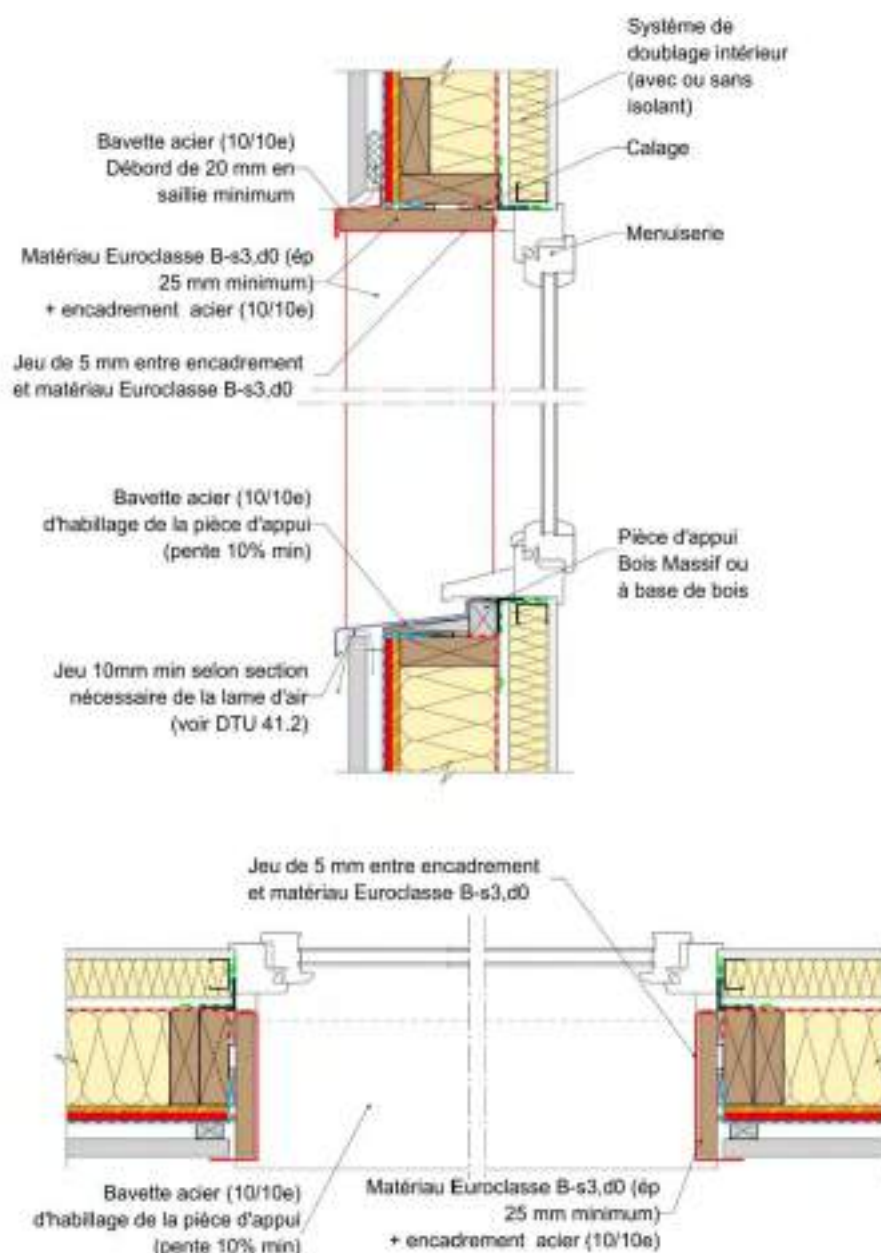 Système de
doublage intérieur
(avec ou sans
isolant)
Bavette acier (10/10e)
Débord de 20 mm en
saillie minimum
Calage
Menuiserie
Matériau Euroclasse B-s3,d0 (ép
25 mm minimum)
+ encadrement acier (10/10e)
Jeu de 5 mm entre encadrement
et matériau Euroclasse B-s3,d0
Bavette acier (10/10e)
d'habillage de la pièce d'appui
(pente 10% min)
Pièce d'appui
Bois Massif ou
à base de bois
Jeu 10mm min selon section
nécessaire de la lame d'air
(voir DTU 41.2)
Jeu de 5 mm entre encadrement
et matériau Euroclasse B-s3,d0
Bavette acier (10/10e)
d'habillage de la pièce d'appui
(pente 10% min)
Matériau Euroclasse B-s3,d0 (ép
25 mm minimum)
+ encadrement acier (10/10e)